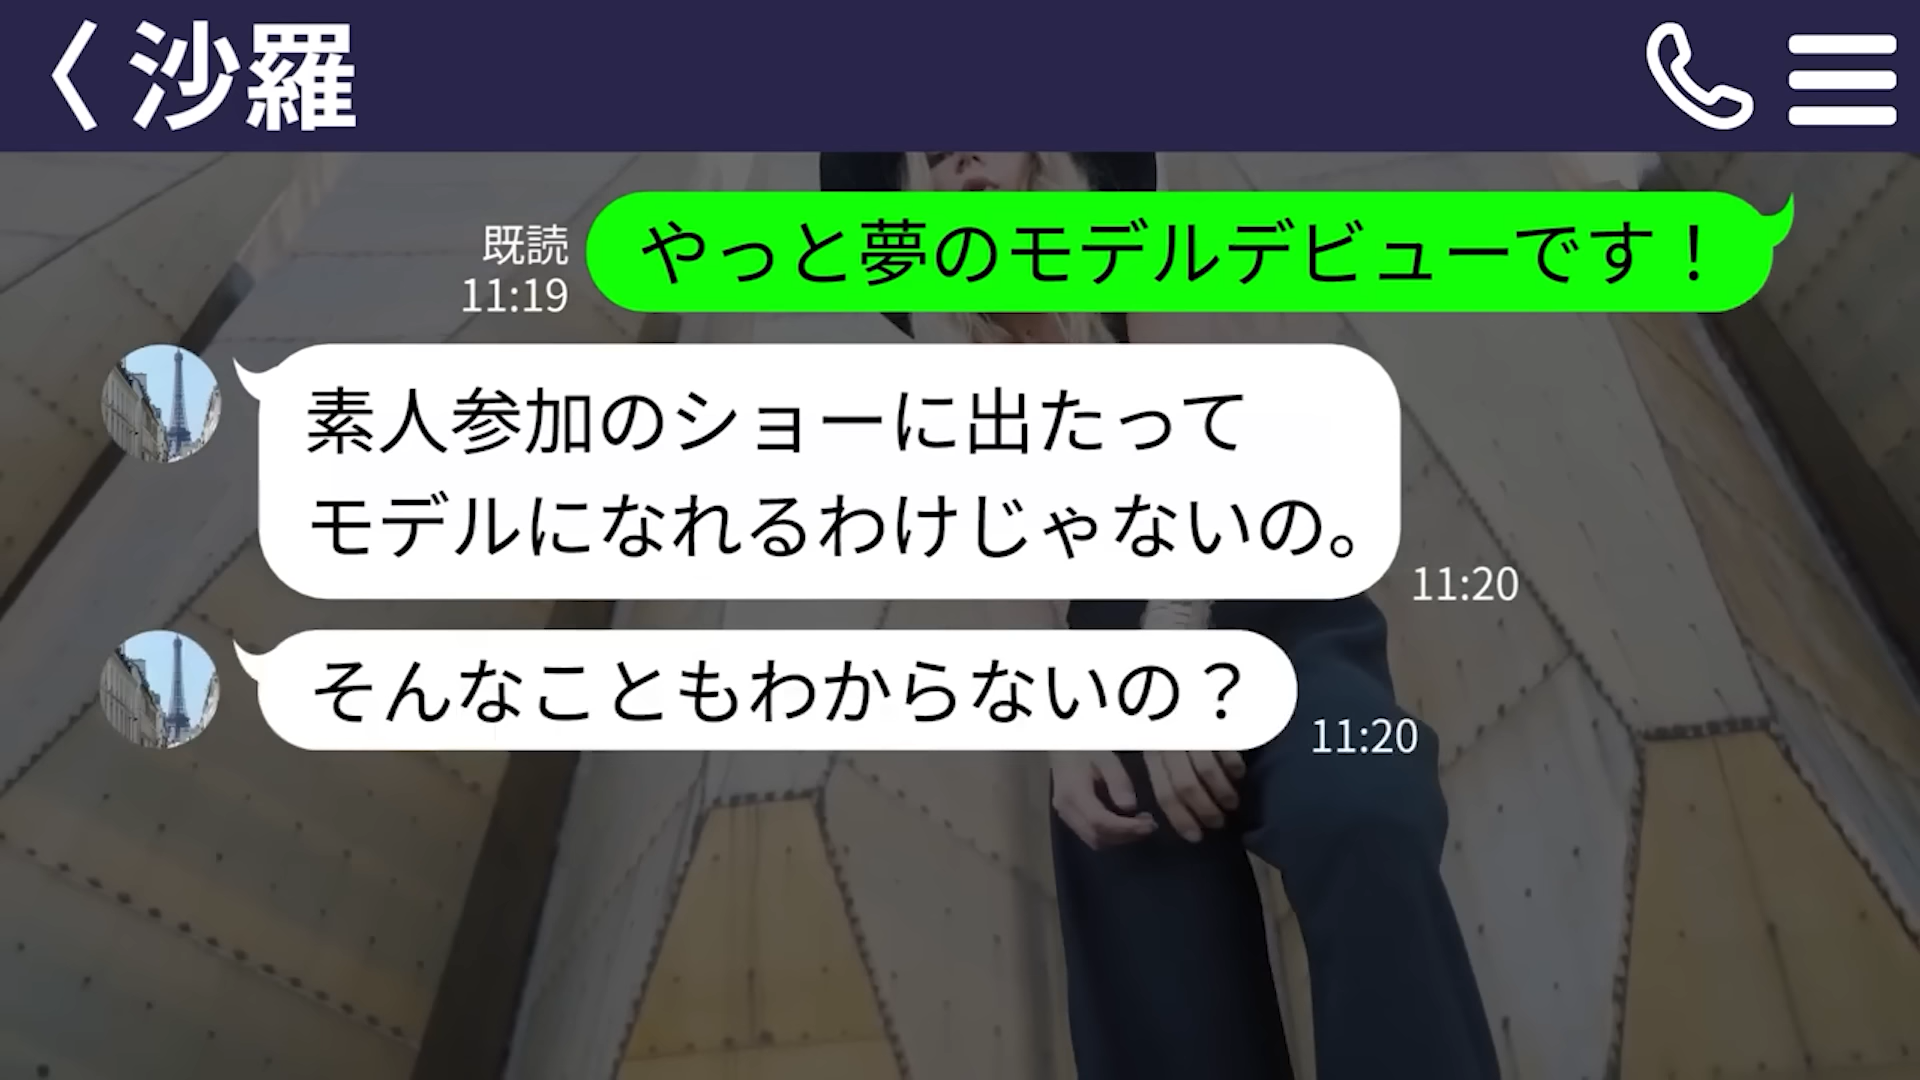 沙羅
やっと夢のモデルデビューです！
既読
11:19
素人参加のショーに出たって
モデルになれるわけじゃないの。
11:20
そんなこともわからないの？
11:20